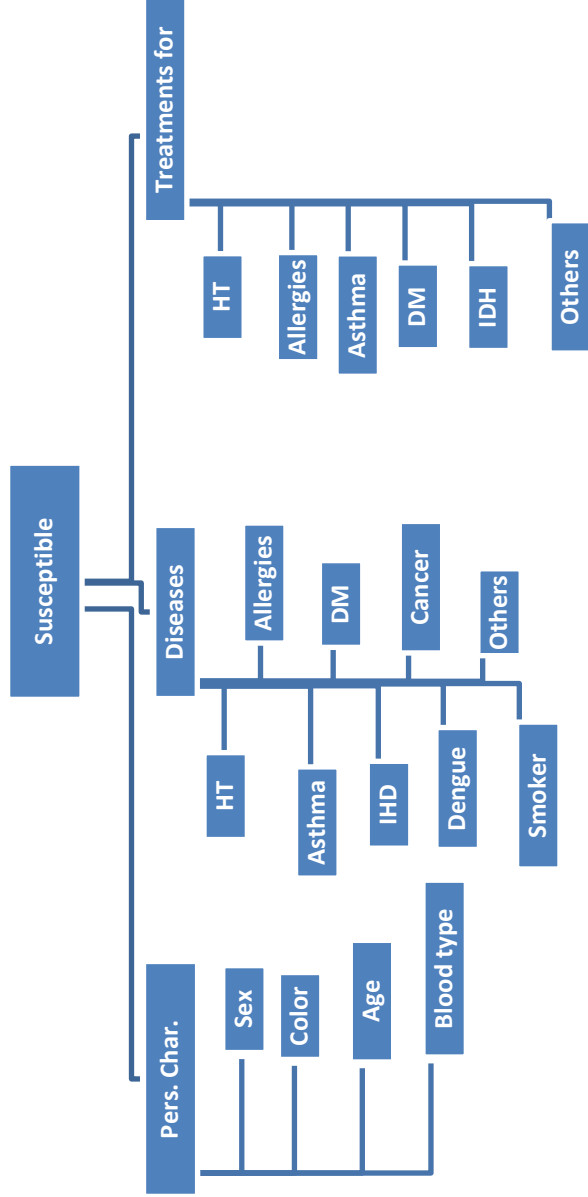 Susceptible
Pers. Char.
Sex
Color
Age
Blood type
Diseases
HT
Allergies
Asthma
DM
IHD
Cancer
Dengue
Others
Smoker
Treatments for
HT
Allergies
Asthma
DM
IDH
Others